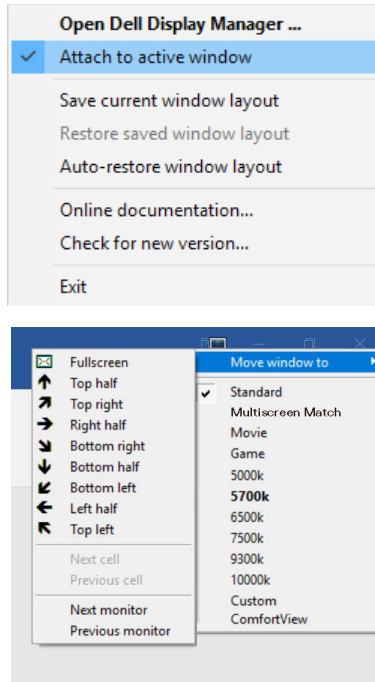 Open Dell Display Manager ...
Attach to active window
Save current window layout
Restore saved window layout
Auto-restore window layout
Online documentation...
Check for new version...
Exit
Move window to
Fullscreen
Top half
Top right
Right half
Bottom right
Bottom half
Bottom left
Left half
Top left
Next cell
Previous cell
Next monitor
Previous monitor
Standard
Multiscreen Match
Movie
Game
5000k
5700k
6500k
7500k
9300k
10000k
Custom
ComfortView